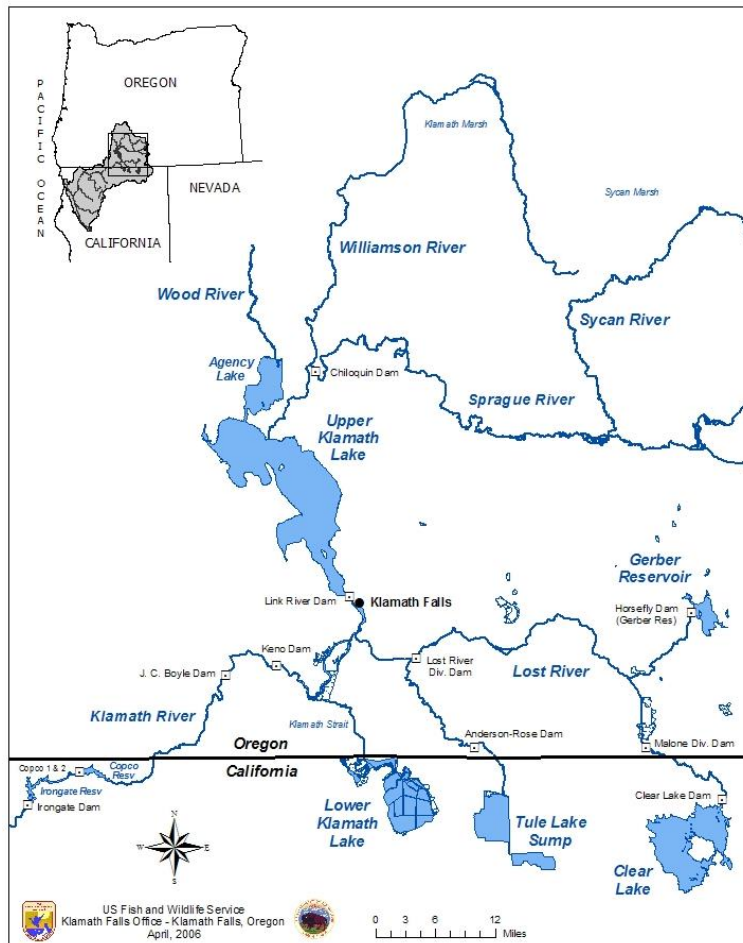 PACIFIC OCEAN
OREGON
NEVADA
CALIFORNIA
Klamath Marsh
Sycan Marsh
Williamson River
Wood River
Sycan River
Agency
Lake
Chiloquin Dam
Sprague River
Upper
Klamath
Lake
Gerber
Reservoir
Link River Dam
Klamath Falls
Horsefly Dam
(Gerber Res)
Keno Dam
Lost River
Div. Dam
Lost River
J. C. Boyle Dam
Klamath River
Klamath Strait
Anderson-Rose Dam
Oregon
Malone Div. Dam
California
Copco 1 & 2
Copco
Resv
Irongate Resv
Irongate Dam
Clear Lake Dam
Lower
Klamath
Lake
Tule Lake
Sump
Clear
Lake
N
W
E
S
US Fish and Wildlife Service
Klamath Falls Office - Klamath Falls, Oregon
April, 2006
0 3 6 12
Miles